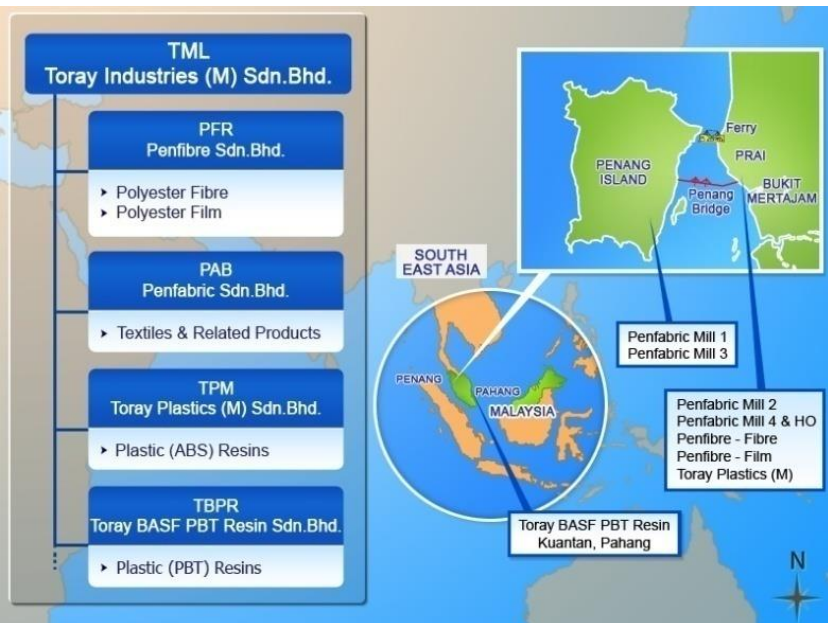 TML
Toray Industries (M) Sdn.Bhd.
PFR
Penfibre Sdn.Bhd.
Polyester Fibre
Polyester Film
PAB
Penfabric Sdn.Bhd.
Textiles & Related Products
TPM
Toray Plastics (M) Sdn.Bhd.
Plastic (ABS) Resins
TBPR
Toray BASF PBT Resin Sdn.Bhd.
Plastic (PBT) Resins
Ferry
PRAI
PENANG
ISLAND
BUKIT
MERTAJAM
Penang
Bridge
SOUTH
EAST ASIA
PENANG
PAHANG
MALAYSIA
Penfabric Mill 1
Penfabric Mill 3
Penfabric Mill 2
Penfabric Mill 4 & HO
Penfibre - Fibre
Penfibre - Film
Toray Plastics (M)
Toray BASF PBT Resin
Kuantan, Pahang
N